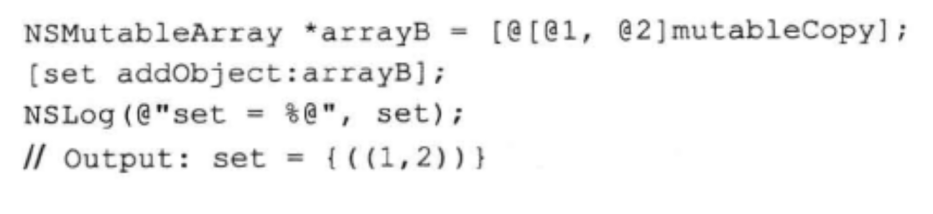 NSMutableArray *arrayB = [@[@1, @2]mutableCopy];
[set addObject:arrayB];
NSLog(@"set = %@", set);
// Output: set = {((1,2))}